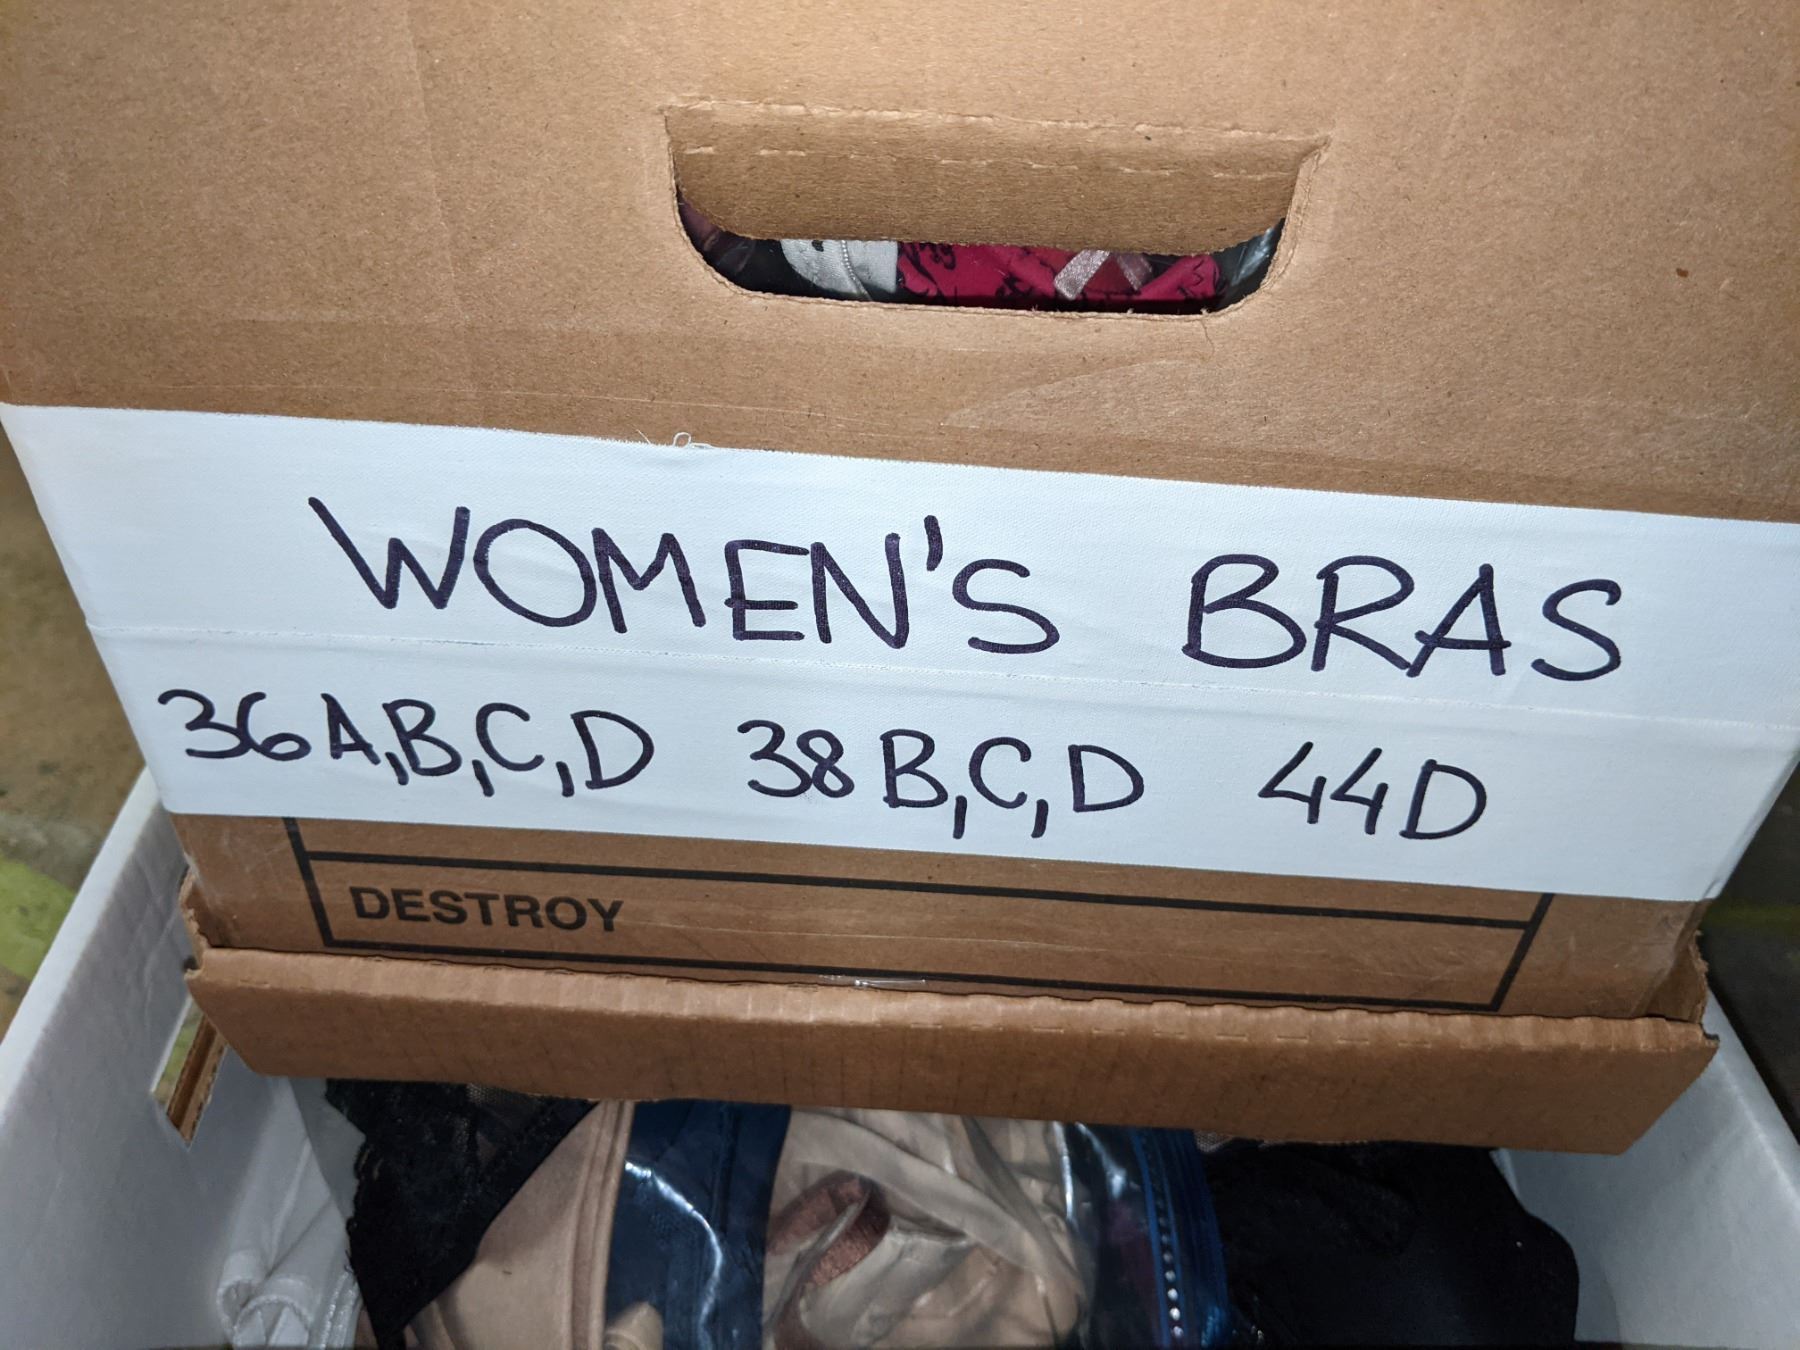 WOMEN'S BRAS
36A,B,C,D 38B,C,D 44D
DESTROY